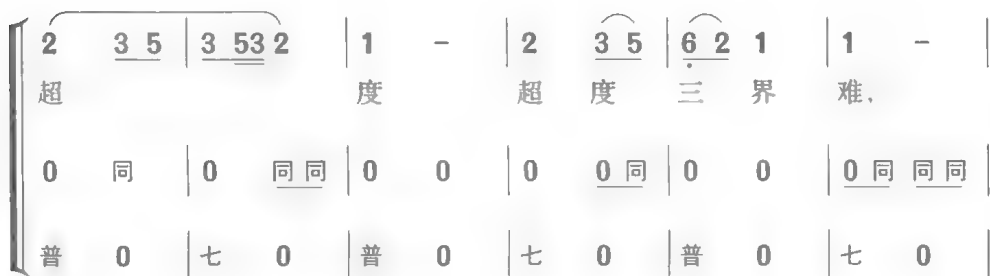 2 3 5 | 3 53 2 | 1 - | 2 3 5 | 6 2 1 | 1 - |
超 度 超 度 三 界 难，
0 同 | 0 同 同 | 0 0 | 0 0 同 | 0 0 | 0 同 同 同 |
普 0 | 七 0 | 普 0 | 七 0 | 普 0 | 七 0 |